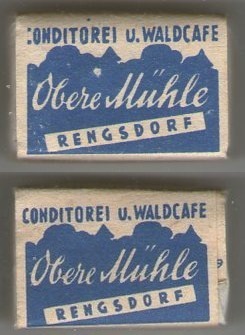 CONDITOREI U. WALDCAFE
Obere Mühle
RENGSDORF
CONDITOREI U. WALDCAFE
Obere Mühle
RENGSDORF